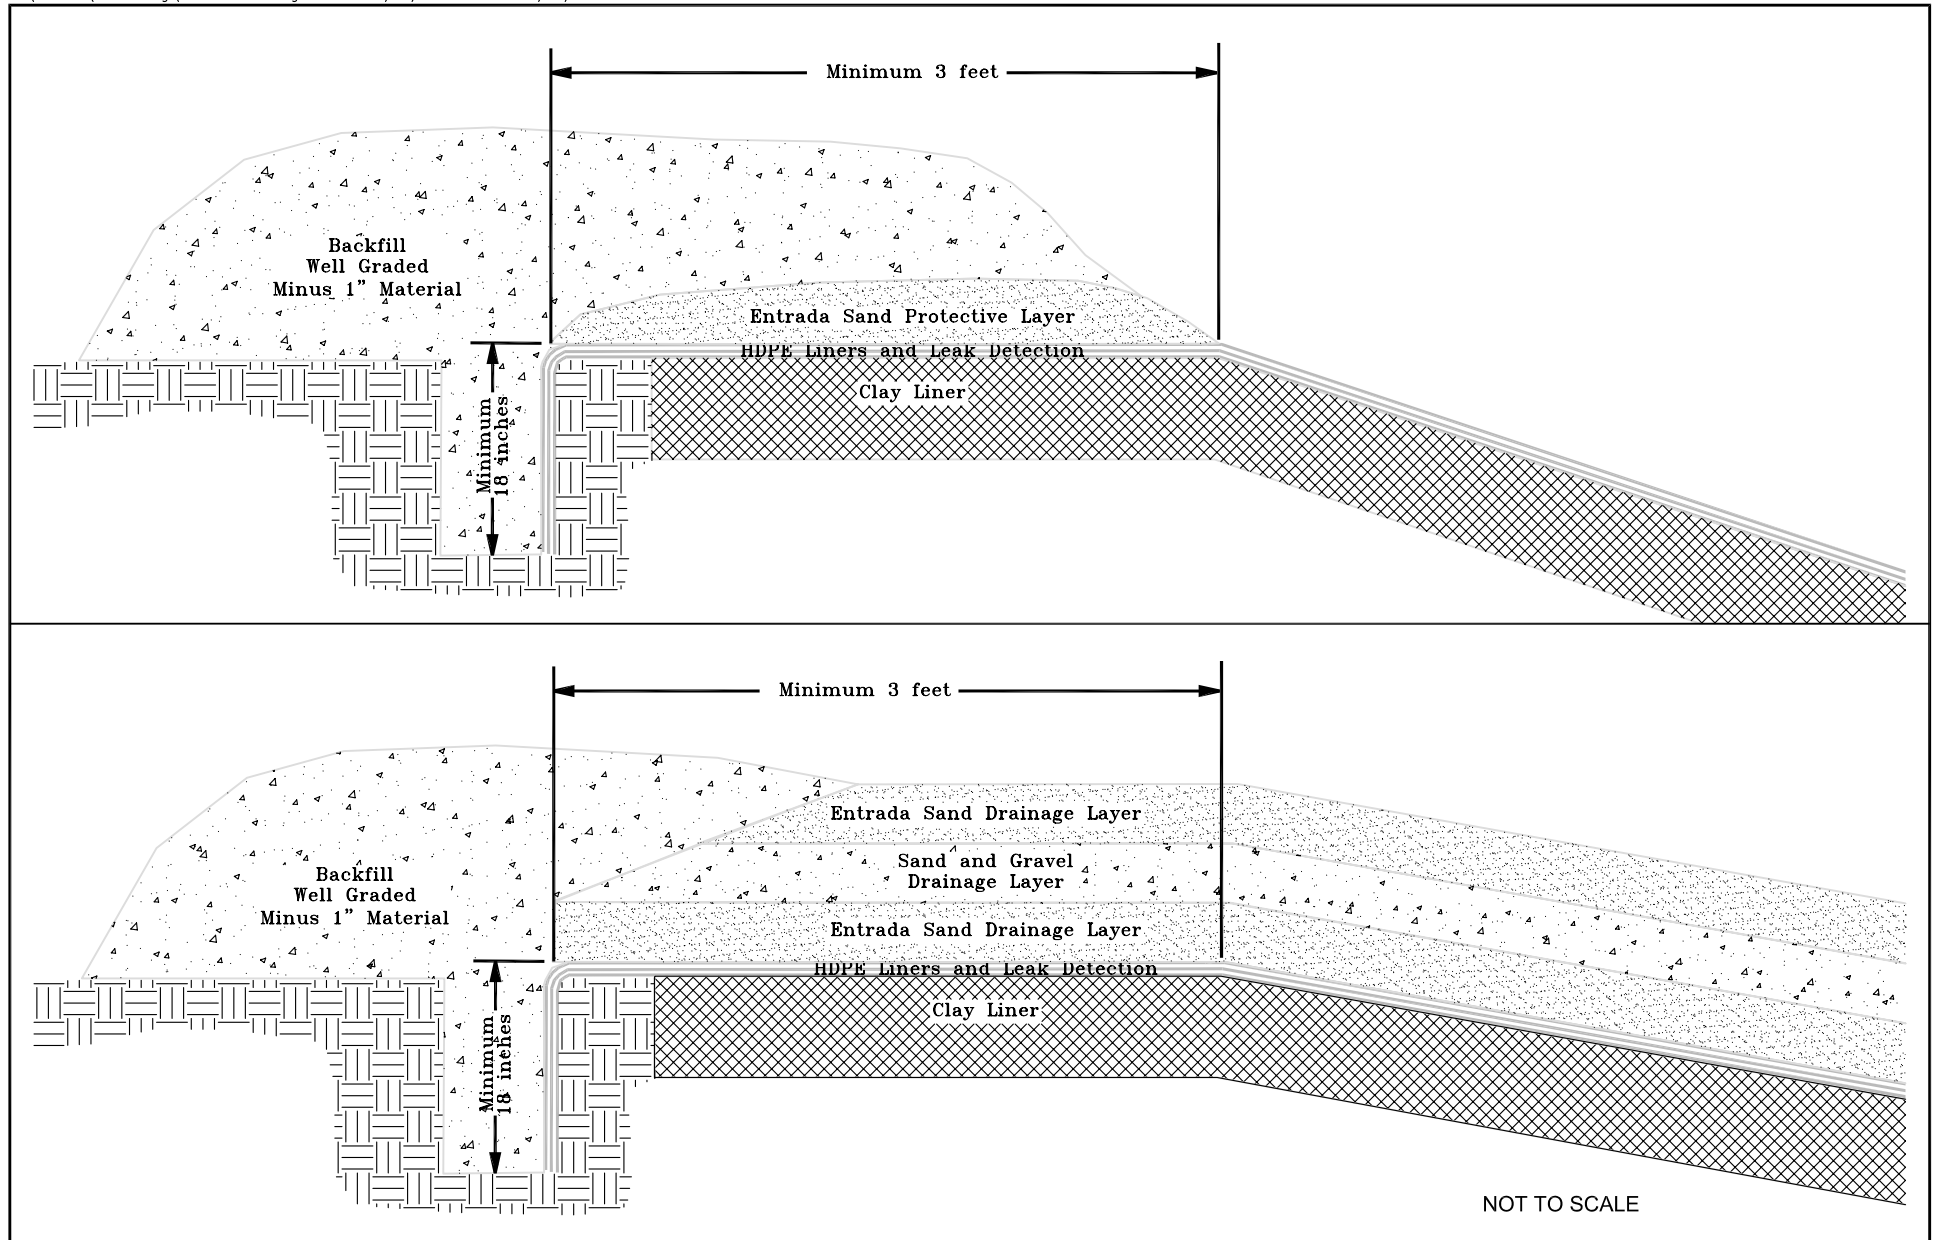 Minimum 3 feet
Backfill
Well Graded
Minus 1” Material
Entrada Sand Protective Layer
HDPE Liners and Leak Detection
Clay Liner
Minimum
18 inches
Minimum 3 feet
Entrada Sand Drainage Layer
Sand and Gravel
Drainage Layer
Backfill
Well Graded
Minus 1” Material
Entrada Sand Drainage Layer
HDPE Liners and Leak Detection
Clay Liner
Minimum
18 inches
NOT TO SCALE